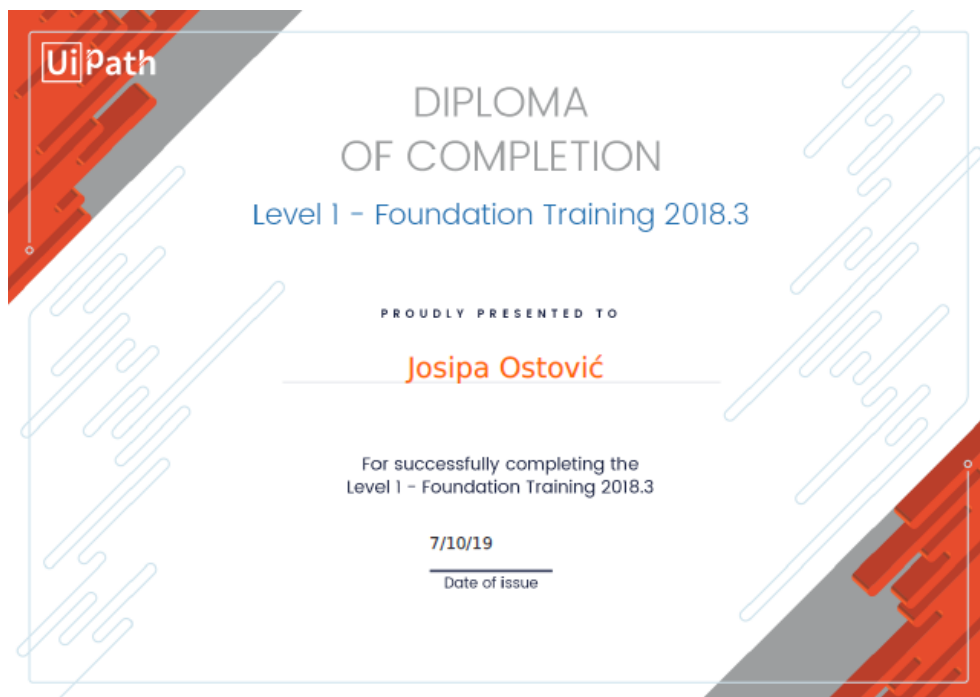 UiPath
DIPLOMA
OF COMPLETION
Level 1 - Foundation Training 2018.3
PROUDLY PRESENTED TO
Josipa Ostović
For successfully completing the
Level 1 - Foundation Training 2018.3
7/10/19
Date of issue